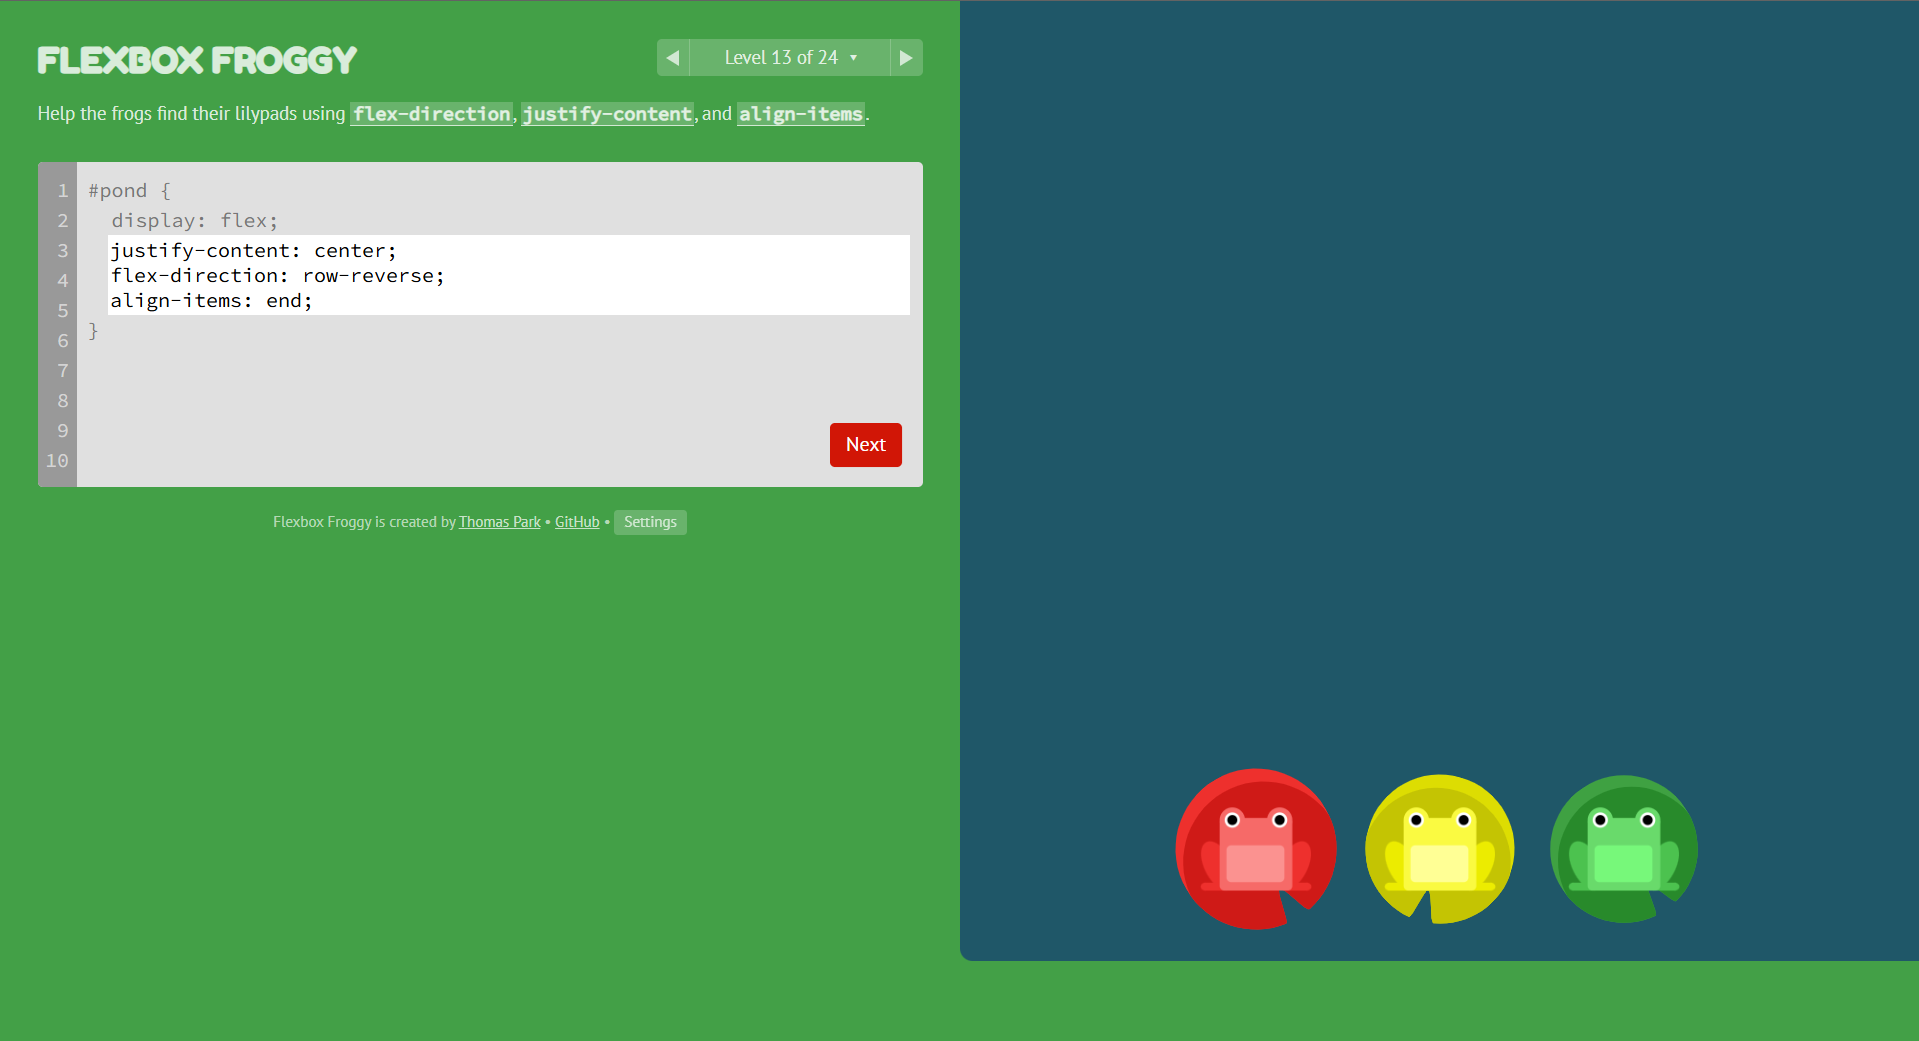 FLEXBOX FROGGY
◀ Level 13 of 24 ▾ ▶
Help the frogs find their lilypads using flex-direction, justify-content, and align-items.
1 #pond {
2 display: flex;
3 justify-content: center;
4 flex-direction: row-reverse;
5 align-items: end;
6 }
7
8
9
10
Next
Flexbox Froggy is created by Thomas Park • GitHub • Settings